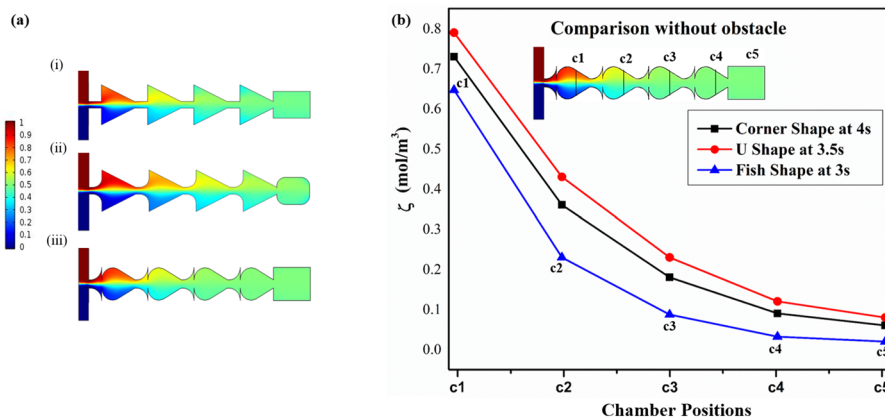 (a)
(i)
(ii)
(iii)
1
0.9
0.8
0.7
0.6
0.5
0.4
0.3
0.2
0.1
0
(b)
Comparison without obstacle
c1
c2
c3
c4
c5
Corner Shape at 4s
U Shape at 3.5s
Fish Shape at 3s
ζ (mol/m³)
0.8
0.7
0.6
0.5
0.4
0.3
0.2
0.1
0.0
c1
c2
c3
c4
c5
c1
c2
c3
c4
c5
Chamber Positions